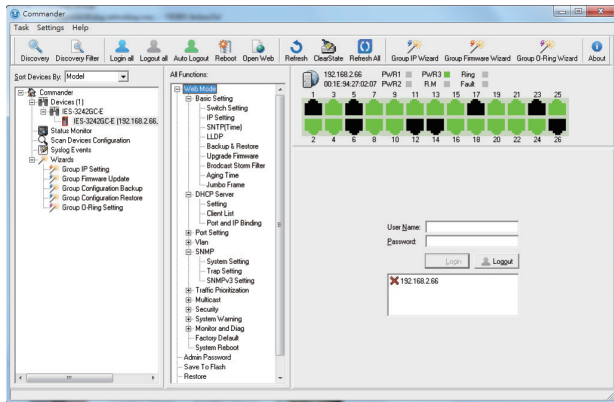 Commander
Task Settings Help
Discovery Discovery Filter Login all Logout all Auto Logout Reboot Open Web Refresh ClearState Refresh All Group IP Wizard Group Firmware Wizard Group O-Ring Wizard About
Sort Devices By: Model
Commander
Devices (1)
IES-3242GC-E
IES-3242GC-E [192.168.2.66,
Status Monitor
Scan Devices Configuration
Syslog Events
Wizards
Group IP Setting
Group Firmware Update
Group Configuration Backup
Group Configuration Restore
Group O-Ring Setting
All Functions:
Web Mode
Basic Setting
Switch Setting
IP Setting
SNTP(Time)
LLDP
Backup & Restore
Upgrade Firmware
Brodcast Storm Filter
Aging Time
Jumbo Frame
DHCP Server
Setting
Client List
Port and IP Binding
Port Setting
Vlan
SNMP
System Setting
Trap Setting
SNMPv3 Setting
Traffic Prioritization
Multicast
Security
System Warning
Monitor and Diag
Factory Default
System Reboot
Admin Password
Save To Flash
Restore
192.168.2.66 PWR1 PWR3 Ring
00:1E:94:27:02:07 PWR2 R.M Fault
1 3 5 7 9 11 13 15 17 19 21 23 25
2 4 6 8 10 12 14 16 18 20 22 24 26
User Name:
Password:
Login Logout
192.168.2.66